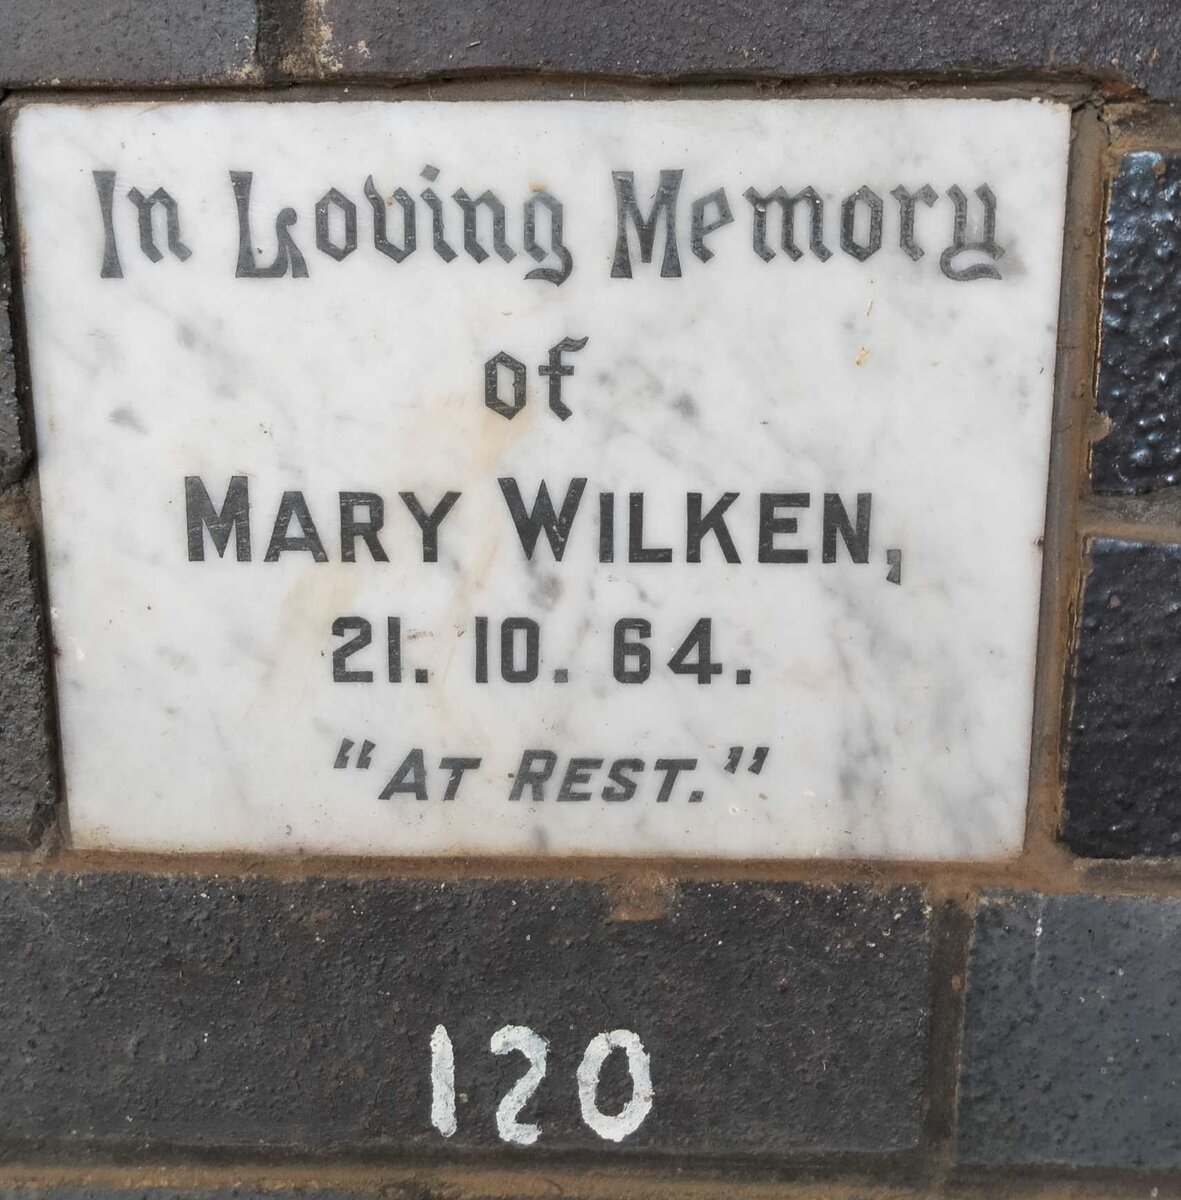 In Loving Memory
of
MARY WILKEN,
21. 10. 64.
"AT REST."
120